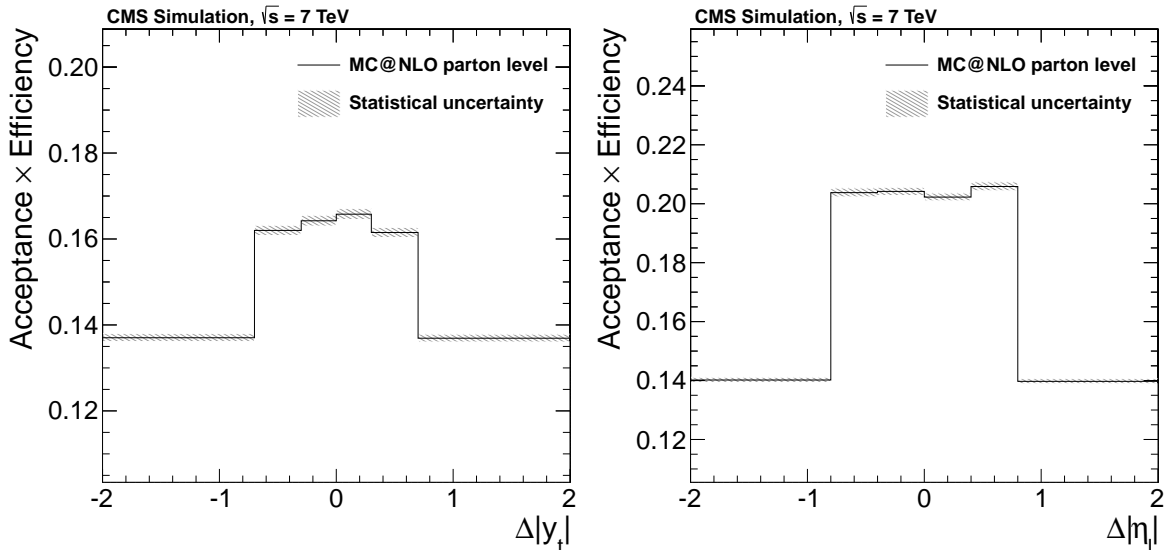 CMS Simulation, √s = 7 TeV
MC@NLO parton level
Statistical uncertainty
Acceptance × Efficiency
0.20
0.18
0.16
0.14
0.12
-2 -1 0 1 2
Δ|y_t|
CMS Simulation, √s = 7 TeV
MC@NLO parton level
Statistical uncertainty
Acceptance × Efficiency
0.24
0.22
0.20
0.18
0.16
0.14
0.12
-2 -1 0 1 2
Δ|η_l|